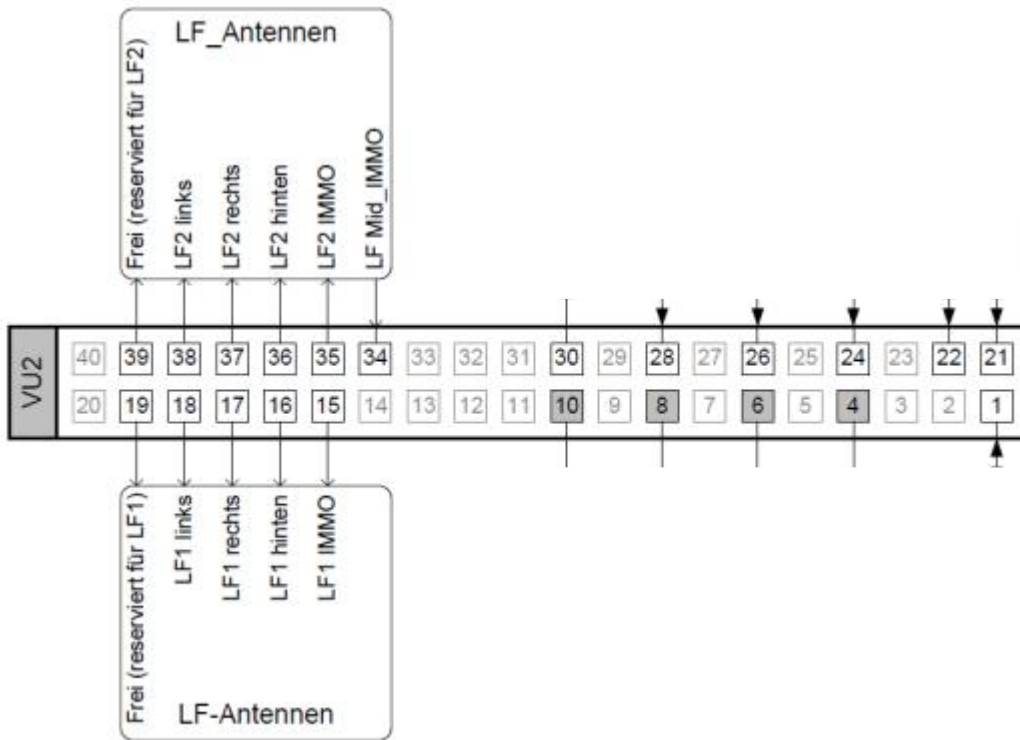 LF_Antennen
Frei (reserviert für LF2)
LF2 links
LF2 rechts
LF2 hinten
LF2 IMMO
LF Mid_IMMO
VU2
40 39 38 37 36 35 34 33 32 31 30 29 28 27 26 25 24 23 22 21
20 19 18 17 16 15 14 13 12 11 10 9 8 7 6 5 4 3 2 1
Frei (reserviert für LF1)
LF1 links
LF1 rechts
LF1 hinten
LF1 IMMO
LF-Antennen